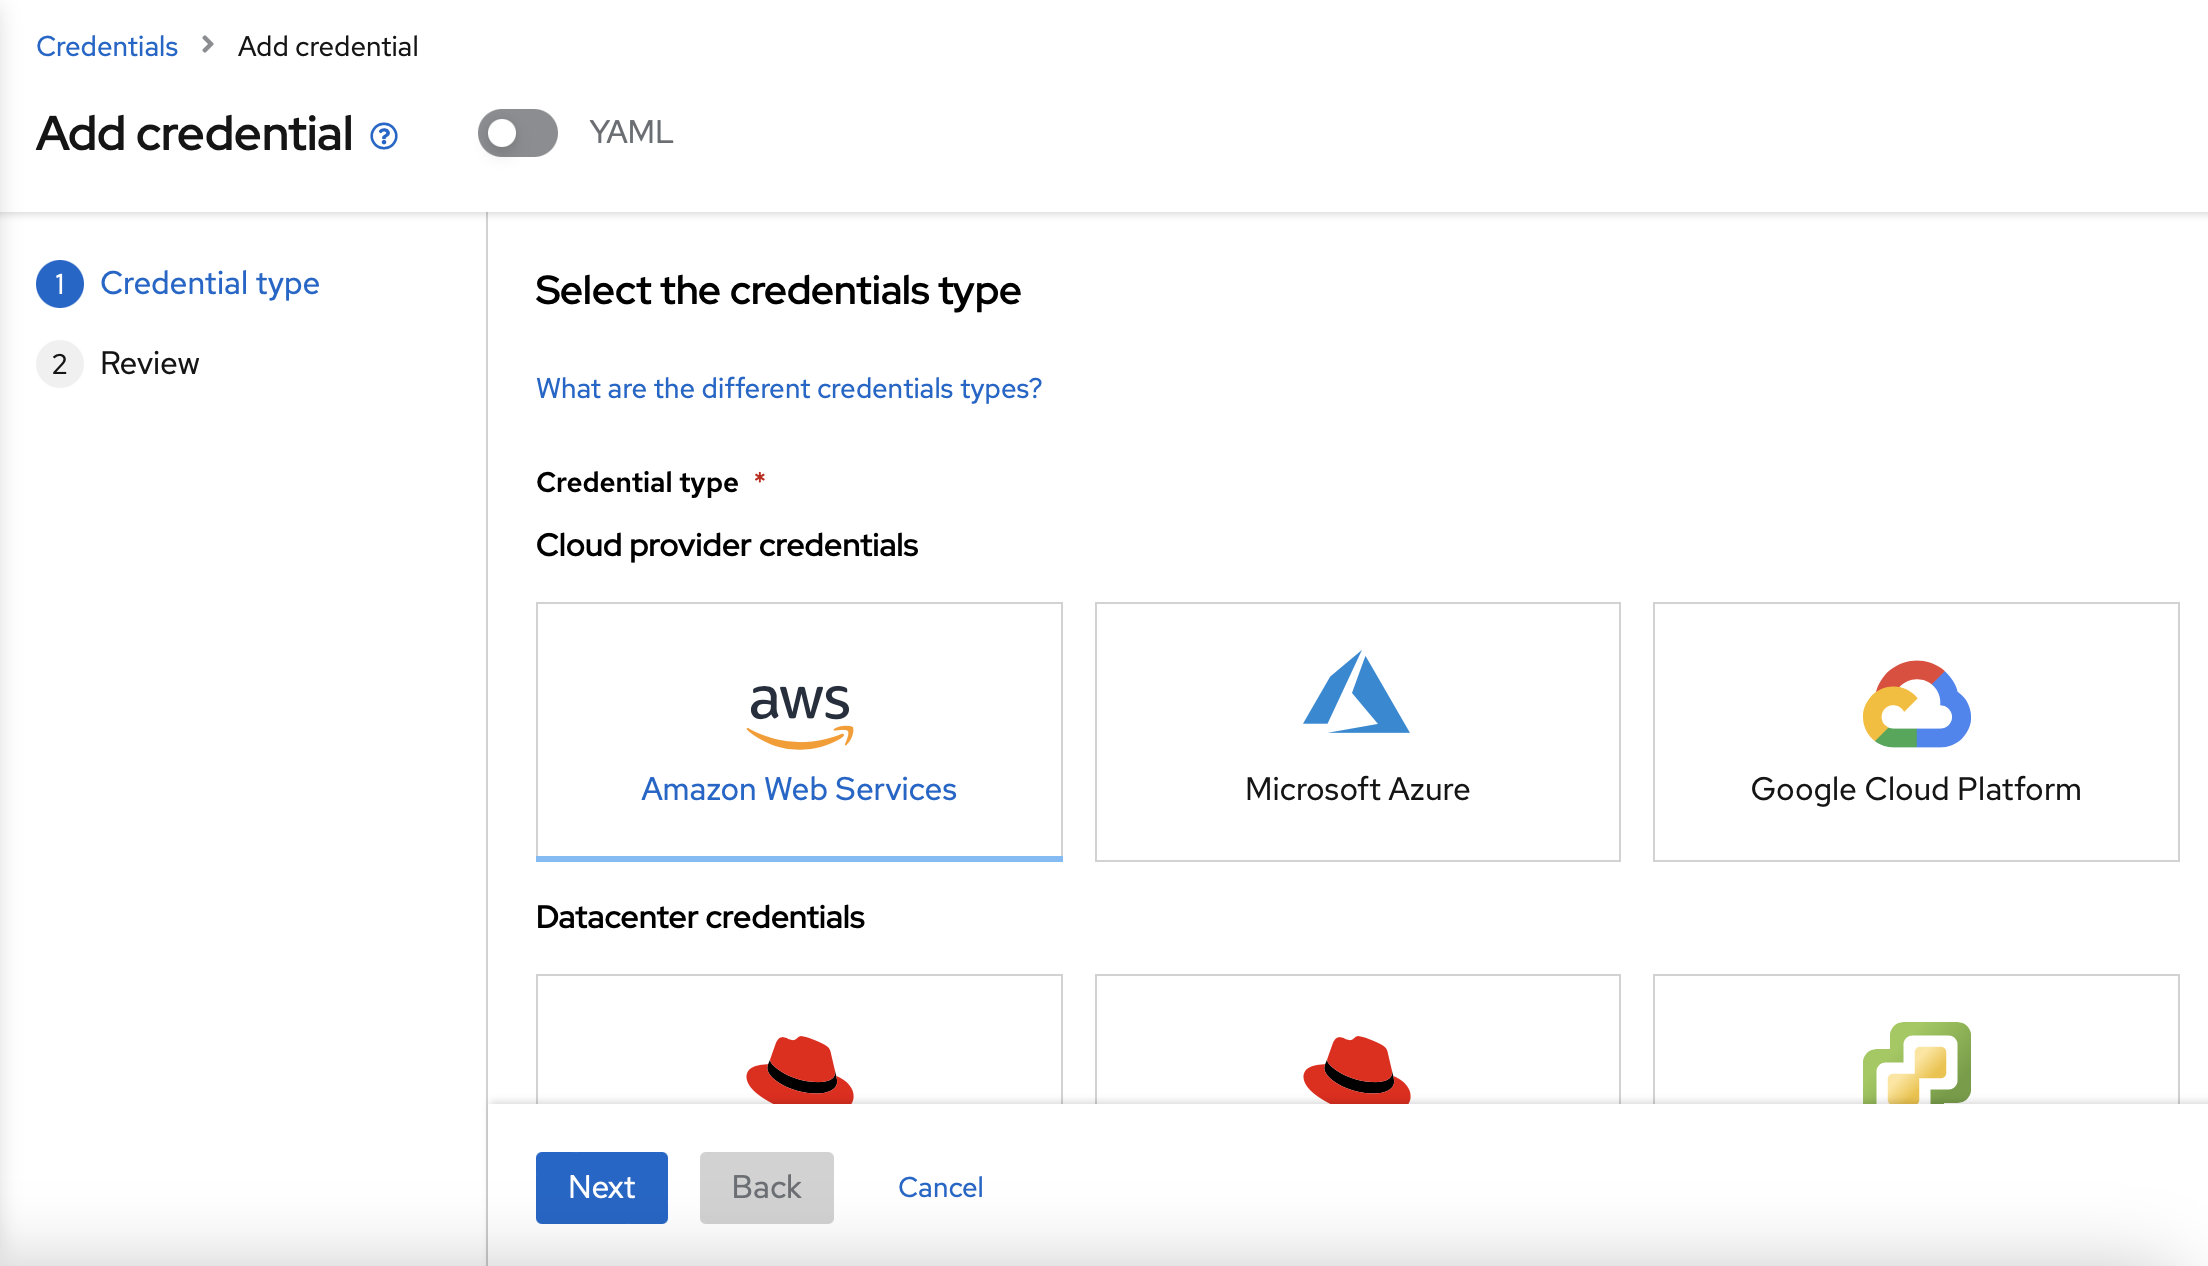 Credentials > Add credential
Add credential ? YAML
1 Credential type
2 Review
Select the credentials type
What are the different credentials types?
Credential type *
Cloud provider credentials
aws
Amazon Web Services
Microsoft Azure
Google Cloud Platform
Datacenter credentials
Next Back Cancel